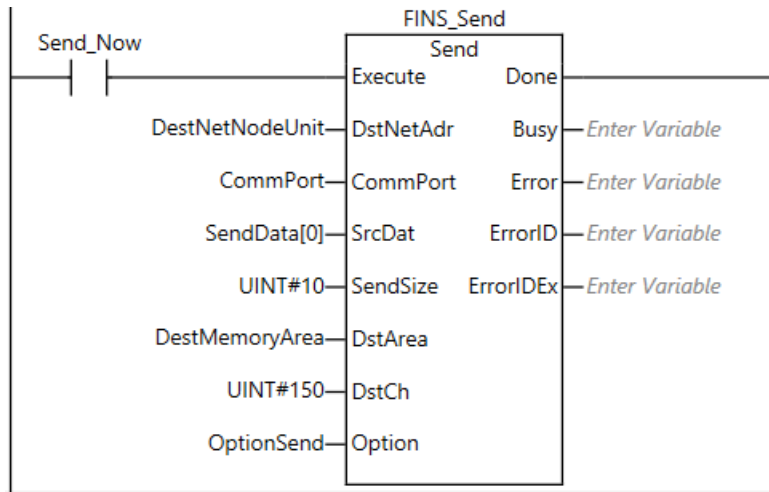 FINS_Send
Send_Now
Send
Execute Done
DestNetNodeUnit DstNetAdr Busy Enter Variable
CommPort CommPort Error Enter Variable
SendData[0] SrcDat ErrorID Enter Variable
UINT#10 SendSize ErrorIDEx Enter Variable
DestMemoryArea DstArea
UINT#150 DstCh
OptionSend Option